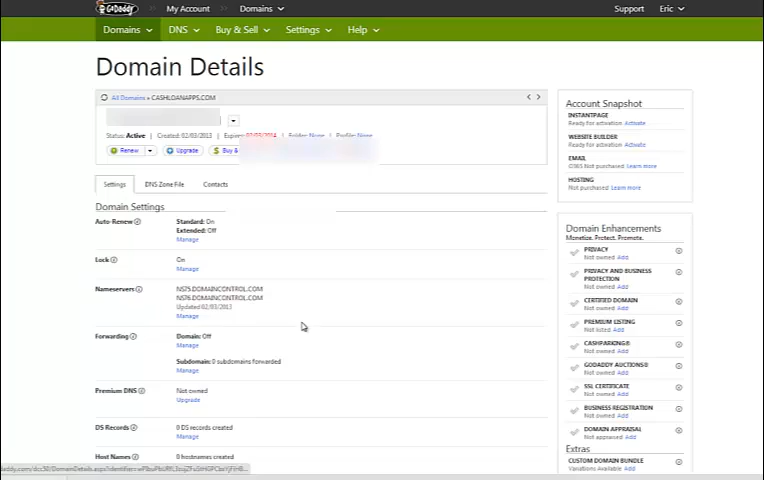 GoDaddy My Account Domains Support Eric
Domains DNS Buy & Sell Settings Help
Domain Details
All Domains » CASHLOANAPPS.COM
Status: Active | Created: 02/03/2013 | Expires: 02/03/2014 | Folder: None | Profile: None
Renew Upgrade $ Buy &
Settings DNS Zone File Contacts
Domain Settings
Auto-Renew
Standard: On
Extended: Off
Manage
Lock
On
Manage
Nameservers
NS75.DOMAINCONTROL.COM
NS76.DOMAINCONTROL.COM
Updated 02/03/2013
Manage
Forwarding
Domain: Off
Manage
Subdomain: 0 subdomains forwarded
Manage
Premium DNS
Not owned
Upgrade
DS Records
0 DS records created
Manage
Host Names
0 hostnames created
Account Snapshot
INSTANTPAGE
Ready for activation Activate
WEBSITE BUILDER
Ready for activation Activate
EMAIL
Not purchased Learn more
HOSTING
Not purchased Learn more
Domain Enhancements
Monetize. Protect. Promote.
PRIVACY
Not owned Add
PRIVACY AND BUSINESS
PROTECTION
Not owned Add
CERTIFIED DOMAIN
Not owned Add
PREMIUM LISTING
Not listed Add
CASHPARKING®
Not owned Add
GODADDY AUCTIONS®
Not owned Add
SSL CERTIFICATE
Not owned Add
BUSINESS REGISTRATION
Not owned Add
DOMAIN APPRAISAL
Not appraised Add
Extras
CUSTOM DOMAIN BUNDLE
Variations Available Add